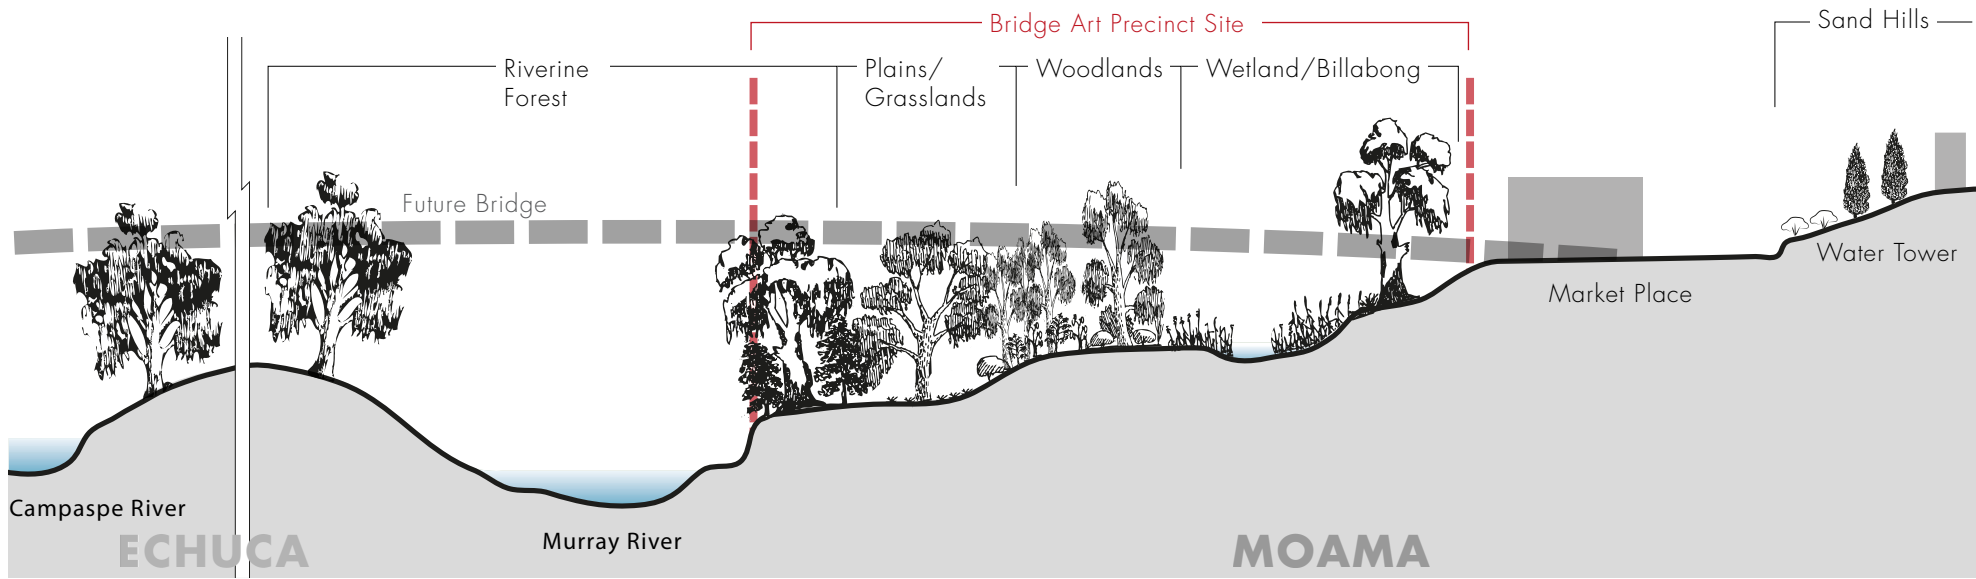 Bridge Art Precinct Site
Sand Hills
Riverine
Forest
Plains/
Grasslands
Woodlands
Wetland/Billabong
Future Bridge
Water Tower
Market Place
Campaspe River
Murray River
ECHUCA
MOAMA